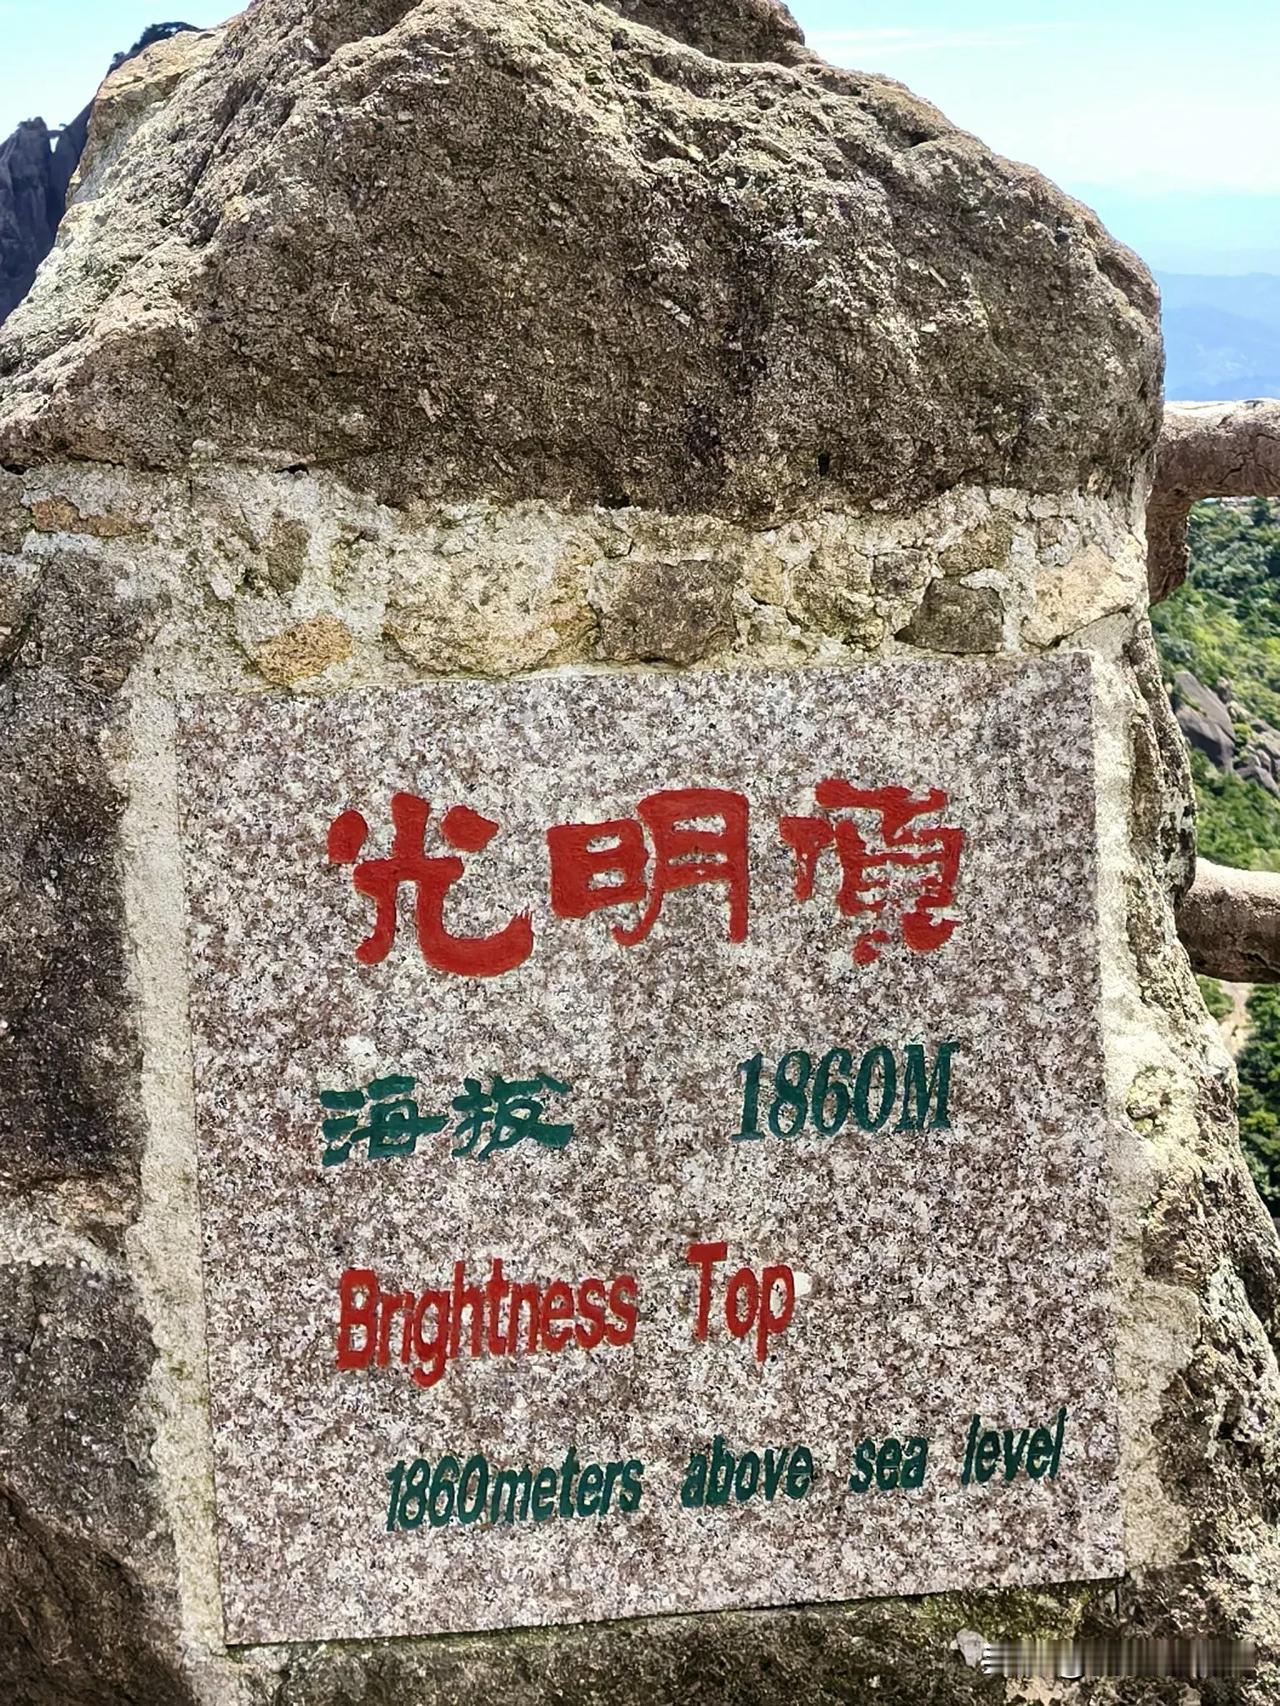 光明頂
海拔 1860M
Brightness Top
1860meters above sea level